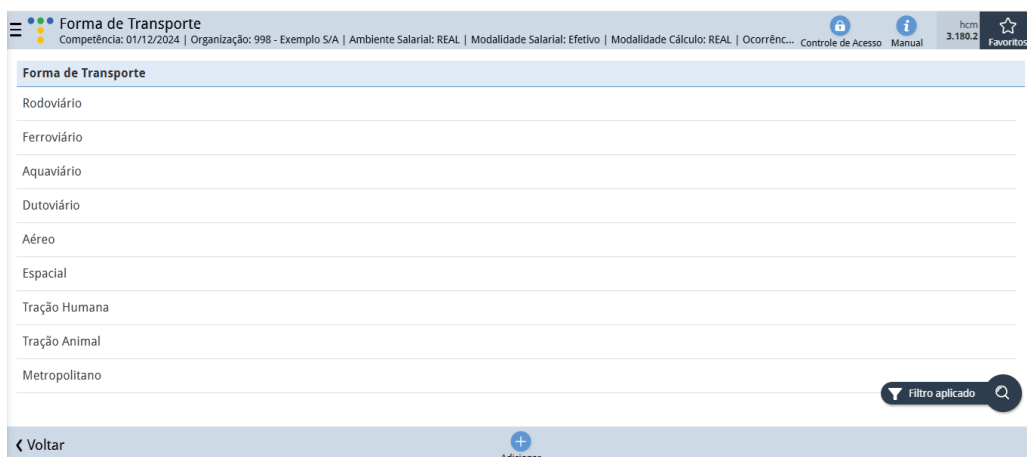 Forma de Transporte
Competência: 01/12/2024 | Organização: 998 - Exemplo S/A | Ambiente Salarial: REAL | Modalidade Salarial: Efetivo | Modalidade Cálculo: REAL | Ocorrênc...
Controle de Acesso
Manual
hcm
3.180.2
Favoritos
Forma de Transporte
Rodoviário
Ferroviário
Aquaviário
Dutoviário
Aéreo
Espacial
Tração Humana
Tração Animal
Metropolitano
Filtro aplicado
Voltar
Adicionar